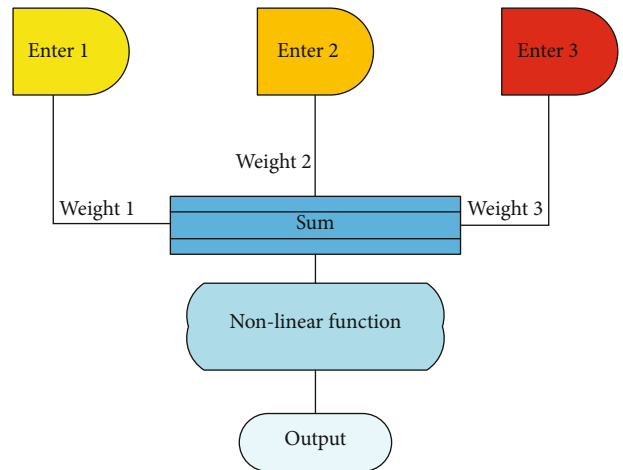 Enter 1
Enter 2
Enter 3
Weight 2
Weight 1
Weight 3
Sum
Non-linear function
Output